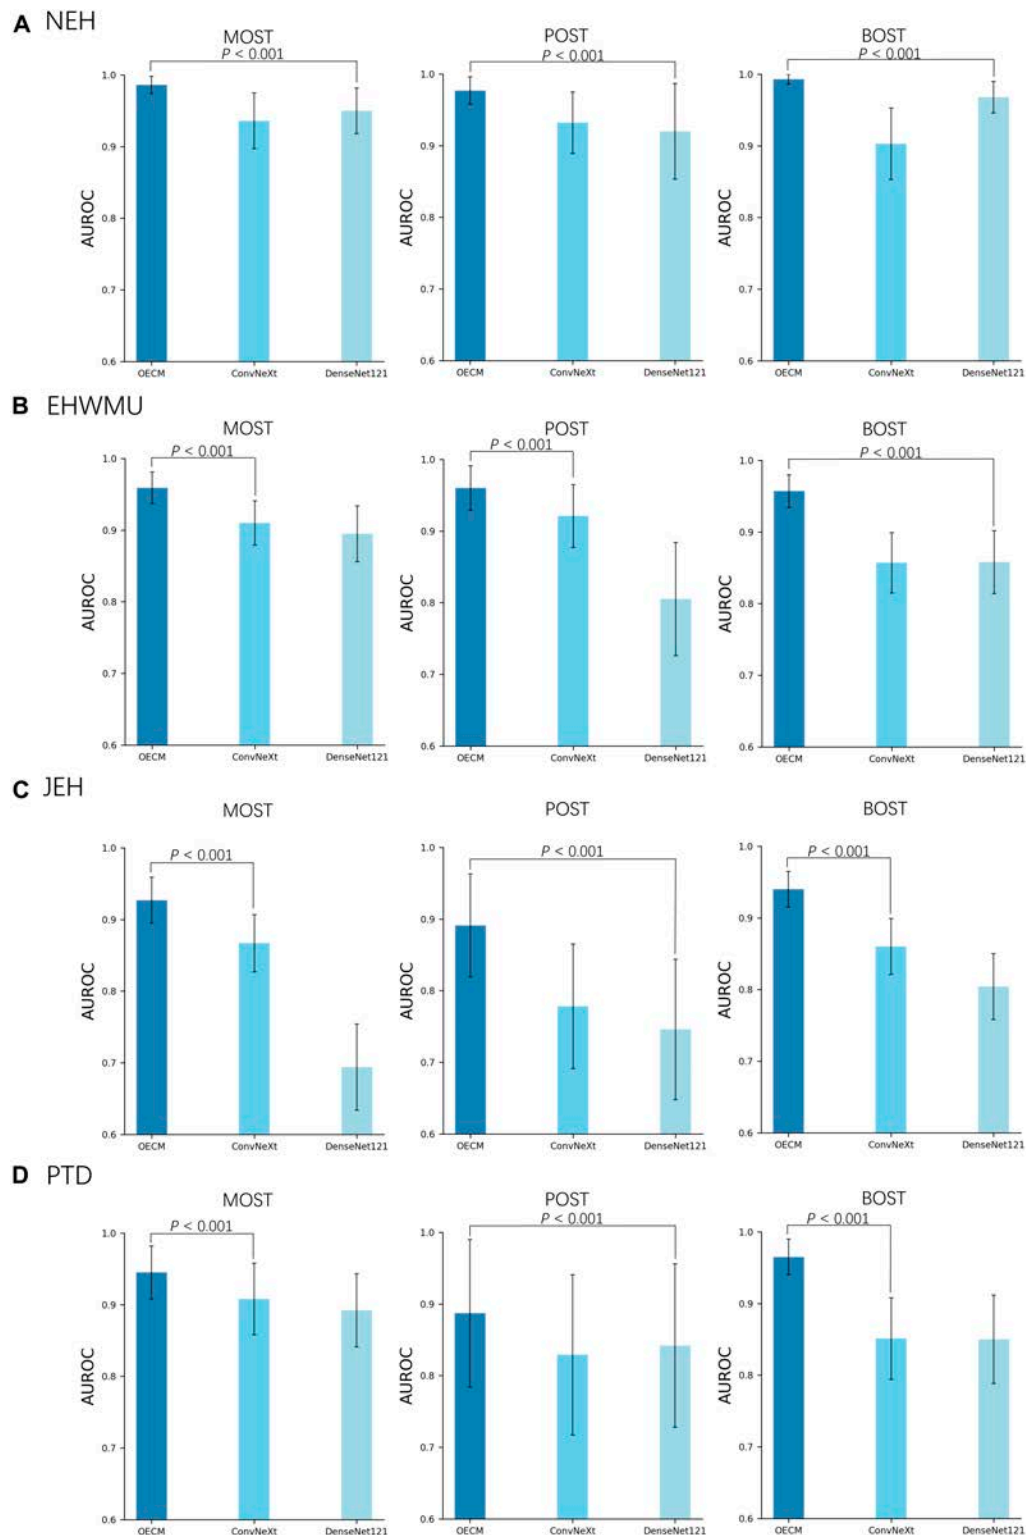 A NEH
MOST POST BOST
P < 0.001 P < 0.001 P < 0.001
1.0 1.0 1.0
0.9 0.9 0.9
AUROC AUROC AUROC
0.8 0.8 0.8
0.7 0.7 0.7
0.6 0.6 0.6
OECM ConvNeXt DenseNet121 OECM ConvNeXt DenseNet121 OECM ConvNeXt DenseNet121
B EHWMU
MOST POST BOST
P < 0.001 P < 0.001 P < 0.001
1.0 1.0 1.0
0.9 0.9 0.9
AUROC AUROC AUROC
0.8 0.8 0.8
0.7 0.7 0.7
0.6 0.6 0.6
OECM ConvNeXt DenseNet121 OECM ConvNeXt DenseNet121 OECM ConvNeXt DenseNet121
C JEH
MOST POST BOST
P < 0.001 P < 0.001 P < 0.001
1.0 1.0 1.0
0.9 0.9 0.9
AUROC AUROC AUROC
0.8 0.8 0.8
0.7 0.7 0.7
0.6 0.6 0.6
OECM ConvNeXt DenseNet121 OECM ConvNeXt DenseNet121 OECM ConvNeXt DenseNet121
D PTD
MOST POST BOST
P < 0.001 P < 0.001 P < 0.001
1.0 1.0 1.0
0.9 0.9 0.9
AUROC AUROC AUROC
0.8 0.8 0.8
0.7 0.7 0.7
0.6 0.6 0.6
OECM ConvNeXt DenseNet121 OECM ConvNeXt DenseNet121 OECM ConvNeXt DenseNet121